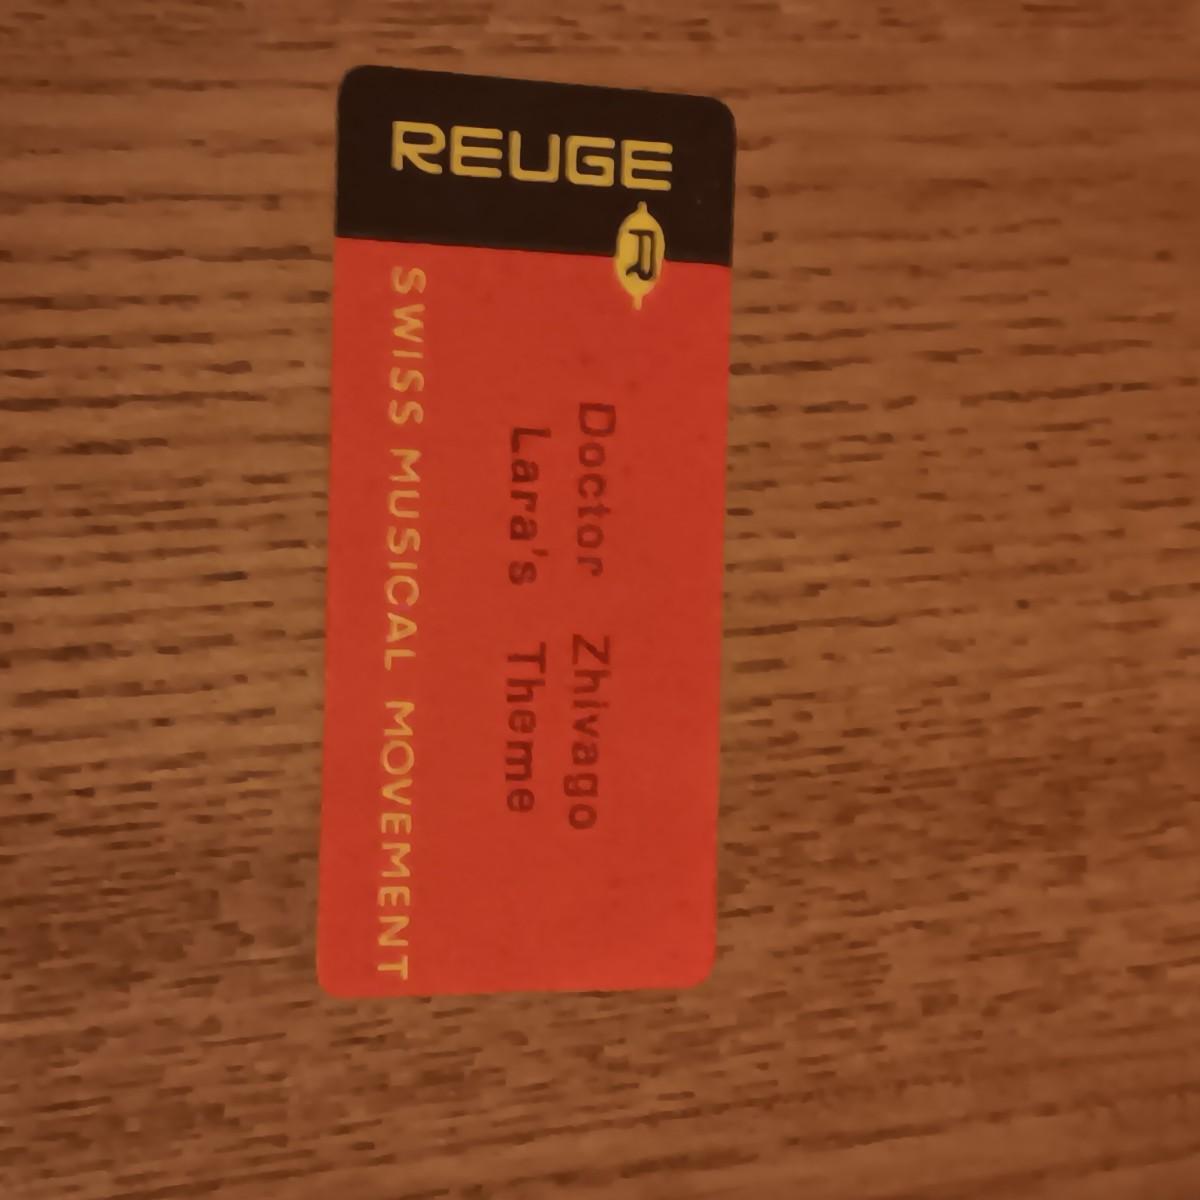 REUGE
R
Doctor Zhivago
Lara's Theme
SWISS MUSICAL MOVEMENT